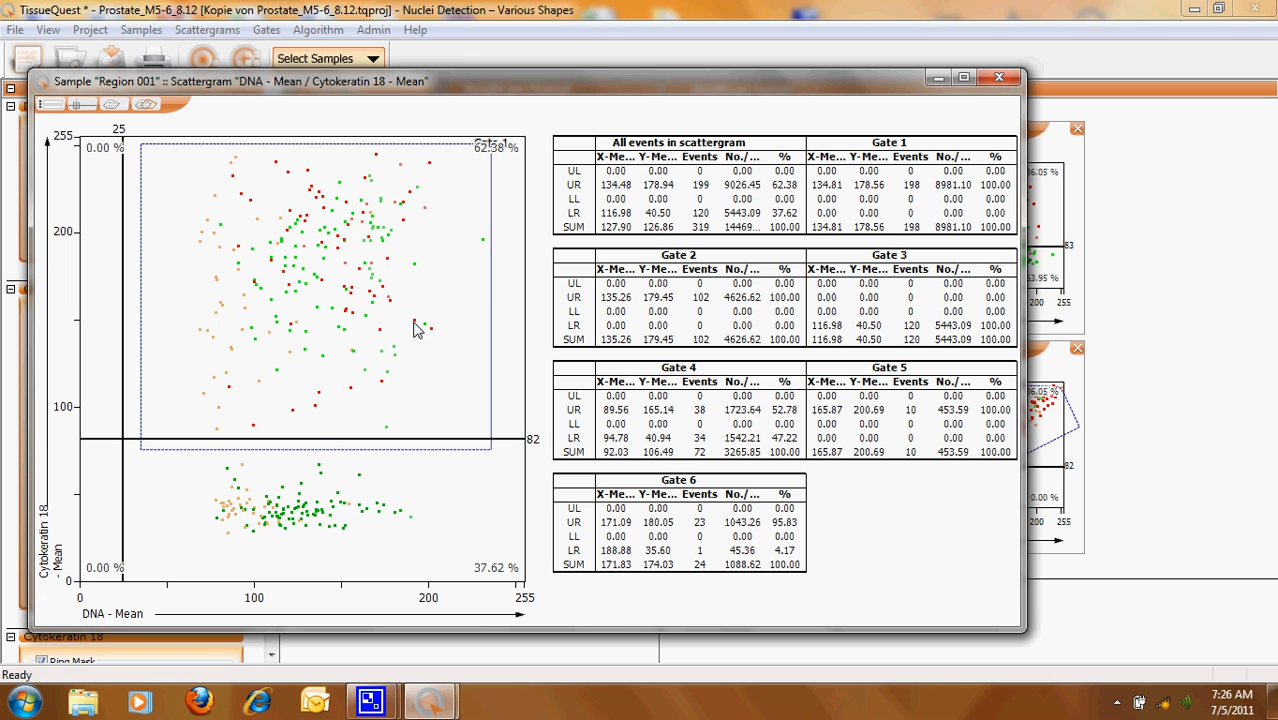 TissueQuest * - Prostate_M5-6_8.12 [Kopie von Prostate_M5-6_8.12.tqproj] - Nuclei Detection – Various Shapes
File View Project Samples Scattergrams Gates Algorithm Admin Help
Select Samples
Sample "Region 001" :: Scattergram "DNA - Mean / Cytokeratin 18 - Mean"
25
255
0.00 %
62.38 %
200
100
82
0
0.00 %
37.62 %
0 100 200 255
DNA - Mean
Cytokeratin 18
- Mean
All events in scattergram Gate 1
X-Me... Y-Me... Events No./... % X-Me... Y-Me... Events No./... %
UL 0.00 0.00 0 0.00 0.00 0.00 0.00 0 0.00 0.00
UR 134.48 178.94 199 9026.45 62.38 134.81 178.56 198 8981.10 100.00
LL 0.00 0.00 0 0.00 0.00 0.00 0.00 0 0.00 0.00
LR 116.98 40.50 120 5443.09 37.62 0.00 0.00 0 0.00 0.00
SUM 127.90 126.86 319 14469... 100.00 134.81 178.56 198 8981.10 100.00
Gate 2 Gate 3
X-Me... Y-Me... Events No./... % X-Me... Y-Me... Events No./... %
UL 0.00 0.00 0 0.00 0.00 0.00 0.00 0 0.00 0.00
UR 135.26 179.45 102 4626.62 100.00 0.00 0.00 0 0.00 0.00
LL 0.00 0.00 0 0.00 0.00 0.00 0.00 0 0.00 0.00
LR 0.00 0.00 0 0.00 0.00 116.98 40.50 120 5443.09 100.00
SUM 135.26 179.45 102 4626.62 100.00 116.98 40.50 120 5443.09 100.00
Gate 4 Gate 5
X-Me... Y-Me... Events No./... % X-Me... Y-Me... Events No./... %
UL 0.00 0.00 0 0.00 0.00 0.00 0.00 0 0.00 0.00
UR 89.56 165.14 38 1723.64 52.78 165.87 200.69 10 453.59 100.00
LL 0.00 0.00 0 0.00 0.00 0.00 0.00 0 0.00 0.00
LR 94.78 40.94 34 1542.21 47.22 0.00 0.00 0 0.00 0.00
SUM 92.03 106.49 72 3265.85 100.00 165.87 200.69 10 453.59 100.00
Gate 6
X-Me... Y-Me... Events No./... %
UL 0.00 0.00 0 0.00 0.00
UR 171.09 180.05 23 1043.26 95.83
LL 0.00 0.00 0 0.00 0.00
LR 188.88 35.60 1 45.36 4.17
SUM 171.83 174.03 24 1088.62 100.00
83
200 255
82
0.00 %
200 255
Cytokeratin 18
Ring Mask
Ready
7:26 AM
7/5/2011